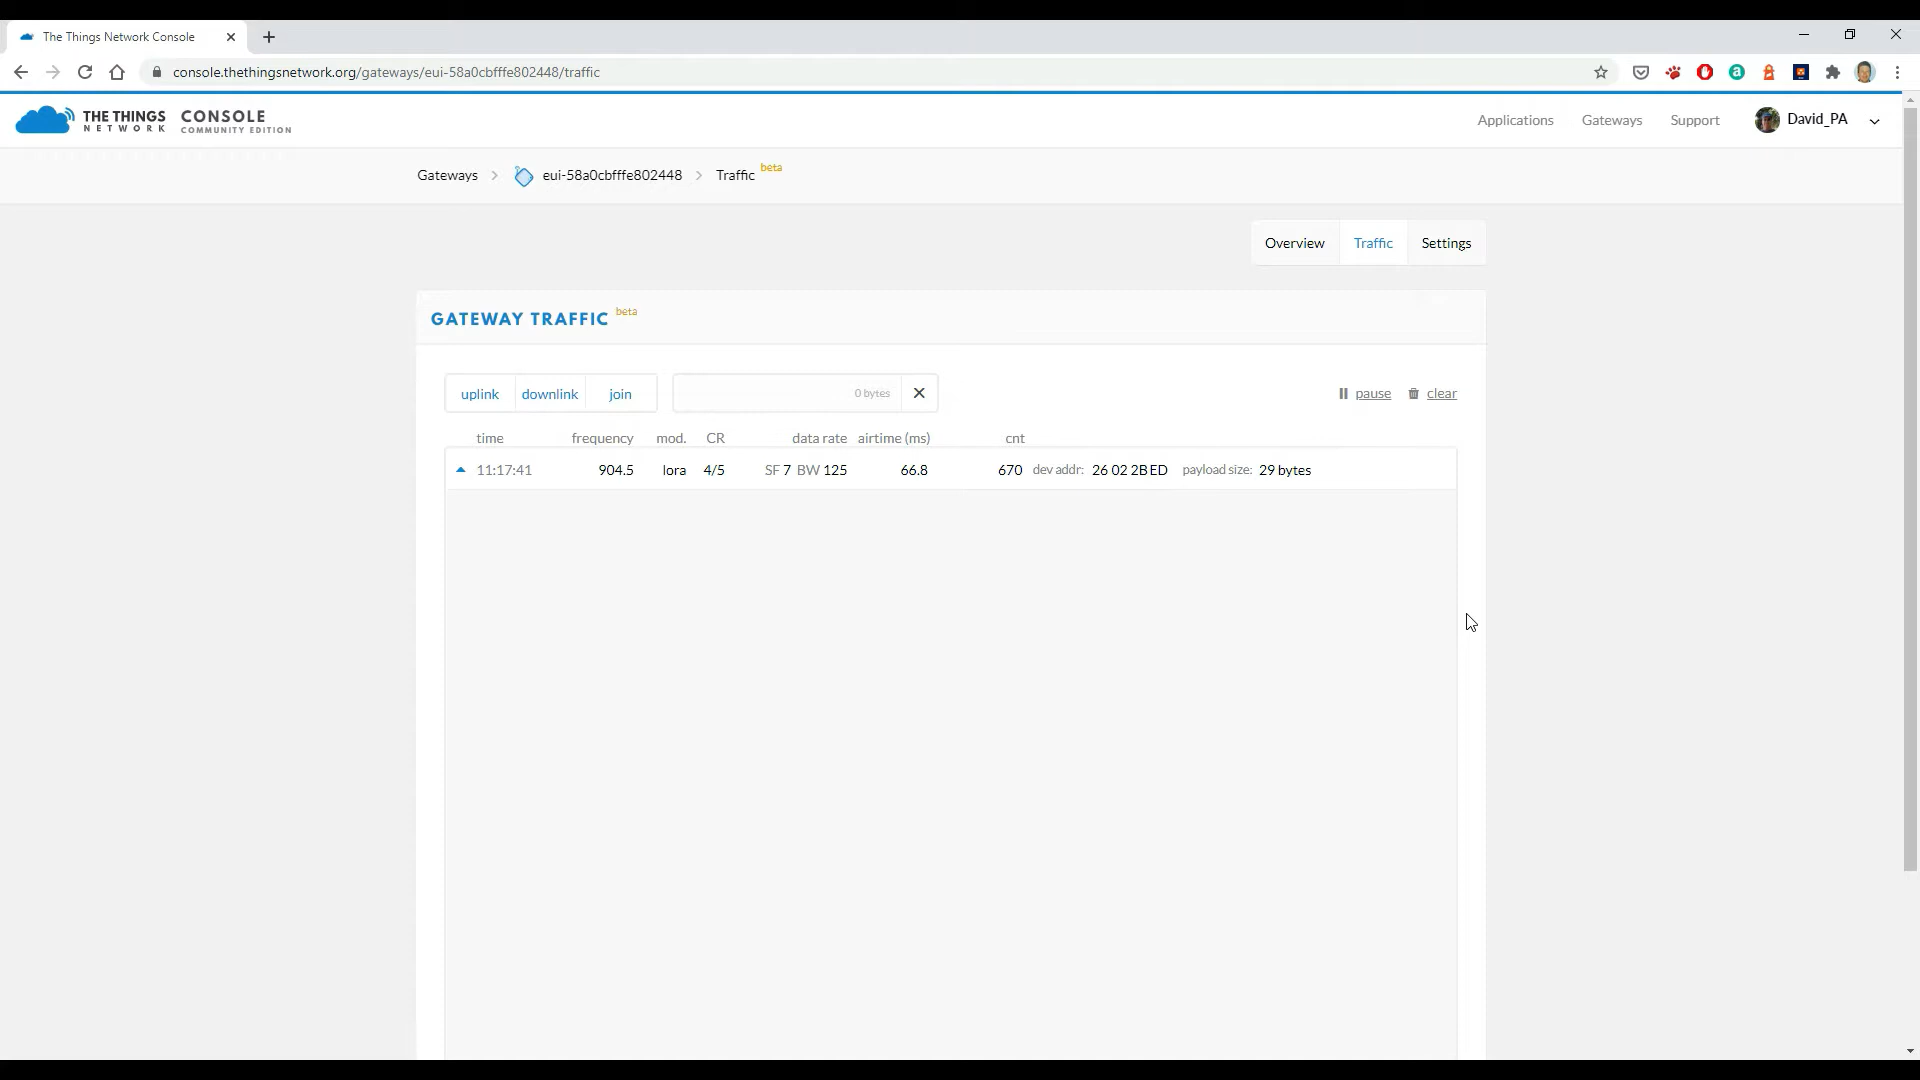 The Things Network Console
console.thethingsnetwork.org/gateways/eui-58a0cbfffe802448/traffic
THE THINGS NETWORK CONSOLE COMMUNITY EDITION
Applications Gateways Support David_PA
Gateways eui-58a0cbfffe802448 Traffic beta
Overview Traffic Settings
GATEWAY TRAFFIC beta
uplink downlink join 0 bytes pause clear
time frequency mod. CR data rate airtime (ms) cnt
11:17:41 904.5 lora 4/5 SF 7 BW 125 66.8 670 dev addr: 26 02 2B ED payload size: 29 bytes